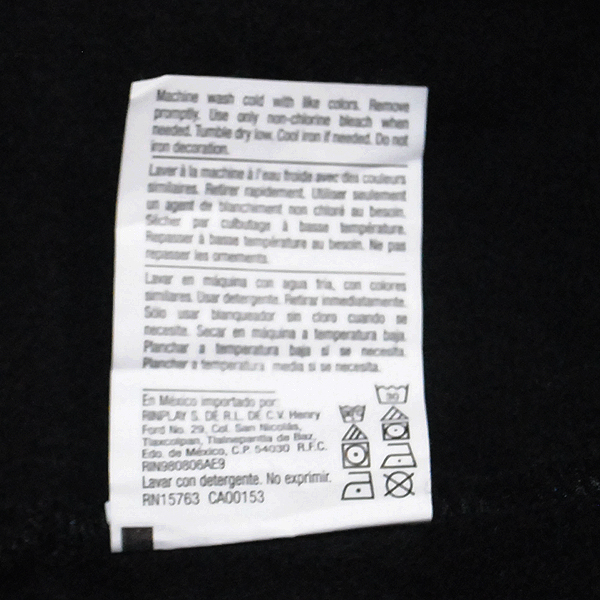 Machine wash cold with like colors. Remove
promptly. Use only non-chlorine bleach when
needed. Tumble dry low. Cool iron if needed. Do not
iron decoration.
Laver à la machine à l'eau froide avec des couleurs
similaires. Retirer rapidement. Utiliser seulement
un agent de blanchiment non chloré au besoin.
Sécher par culbutage à basse température.
Repasser à basse température au besoin. Ne pas
repasser les ornements.
Lavar en máquina con agua fria, con colores
similares. Usar detergente. Retirar inmediatamente.
Sólo usar blanqueador sin cloro cuando se
necesite. Secar en máquina a temperatura baja.
Planchar a temperatura baja si se necesita.
Planchar a temperatura media si se necesita.
En México importado por:
RINPLAY S. DE R.L. DE C.V. Henry
Ford No. 29, Col. San Nicolás,
Tlaxcolpan, Tlalnepantla de Baz,
Edo. de México, C.P. 54030 R.F.C.
RIN980806AE9
Lavar con detergente. No exprimir.
RN15763 CA00153
30